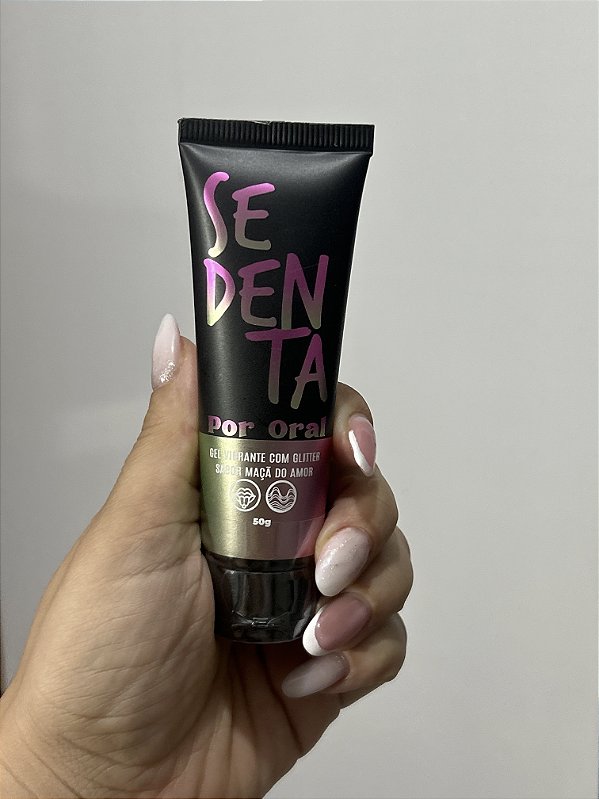 SE
DEN
TA
Por Oral
GEL VIBRANTE COM GLITTER
SABOR MAÇÃ DO AMOR
50g